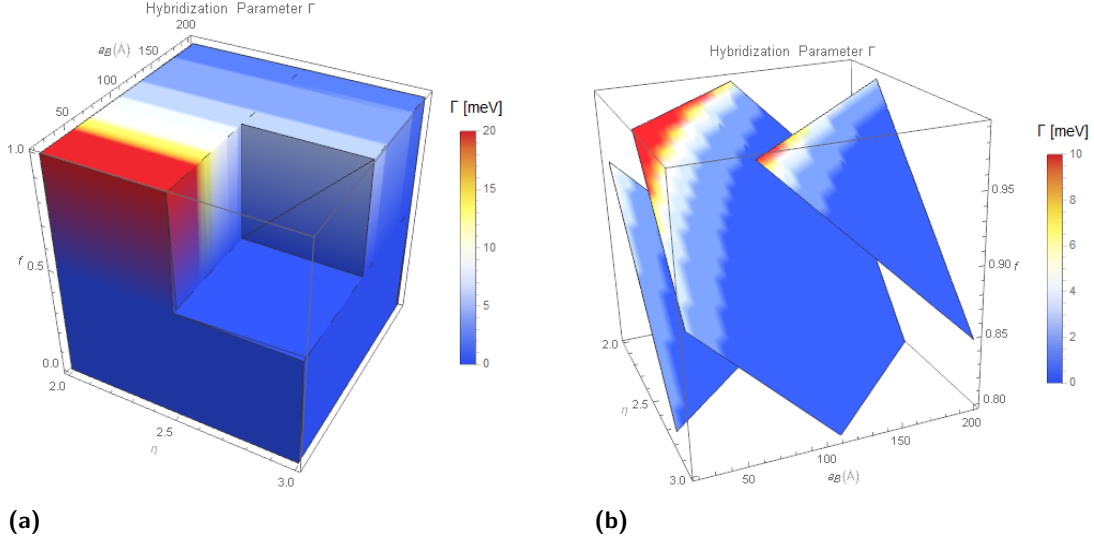 Hybridization Parameter Γ
200
150
100
50
a_B(Å)
1.0
f 0.5
0.0
2.0
2.5
η
3.0
Γ [meV]
20
15
10
5
0
(a)
Hybridization Parameter Γ
2.0
2.5
η
3.0
50
100
150
200
a_B(Å)
0.95
0.90 f
0.85
0.80
Γ [meV]
10
8
6
4
2
0
(b)